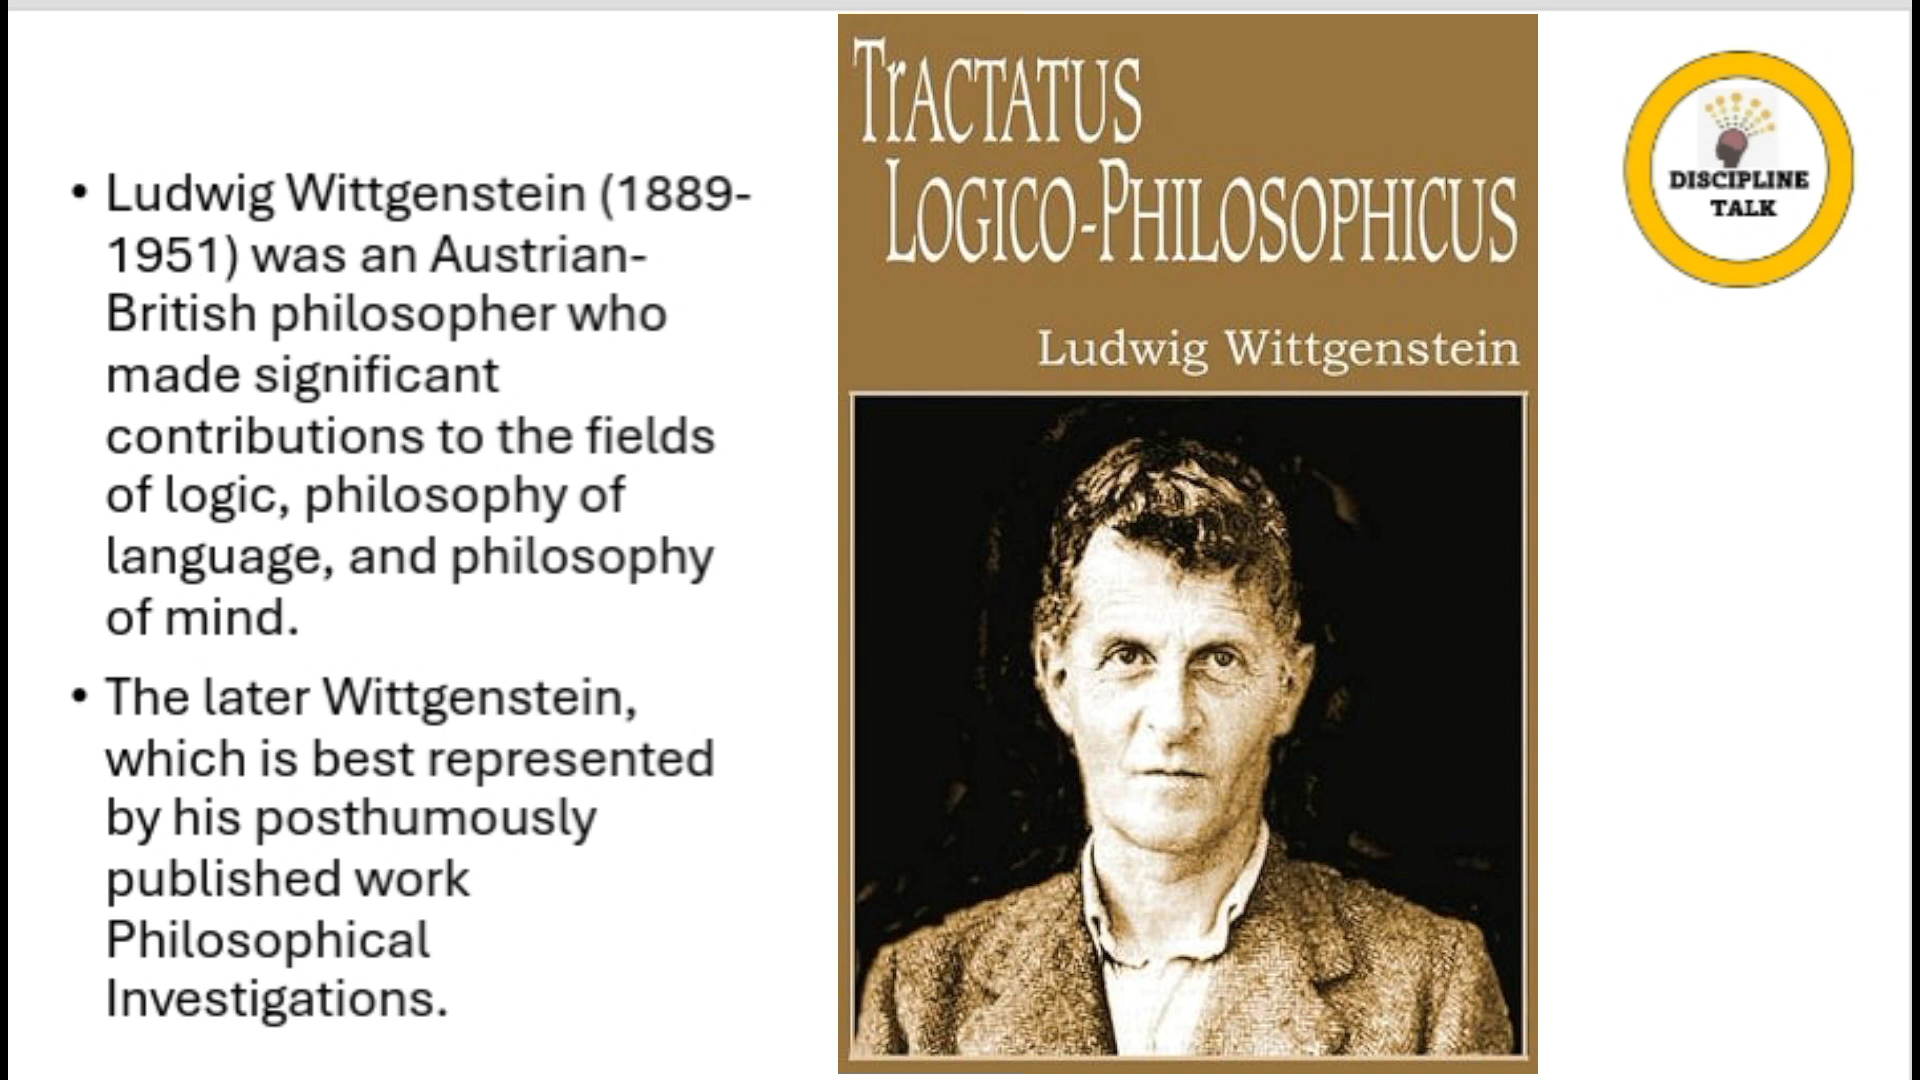 • Ludwig Wittgenstein (1889-
1951) was an Austrian-
British philosopher who
made significant
contributions to the fields
of logic, philosophy of
language, and philosophy
of mind.
• The later Wittgenstein,
which is best represented
by his posthumously
published work
Philosophical
Investigations.
TrACTATUS
LOGICO-PHILOSOPHICUS
Ludwig Wittgenstein
DISCIPLINE
TALK